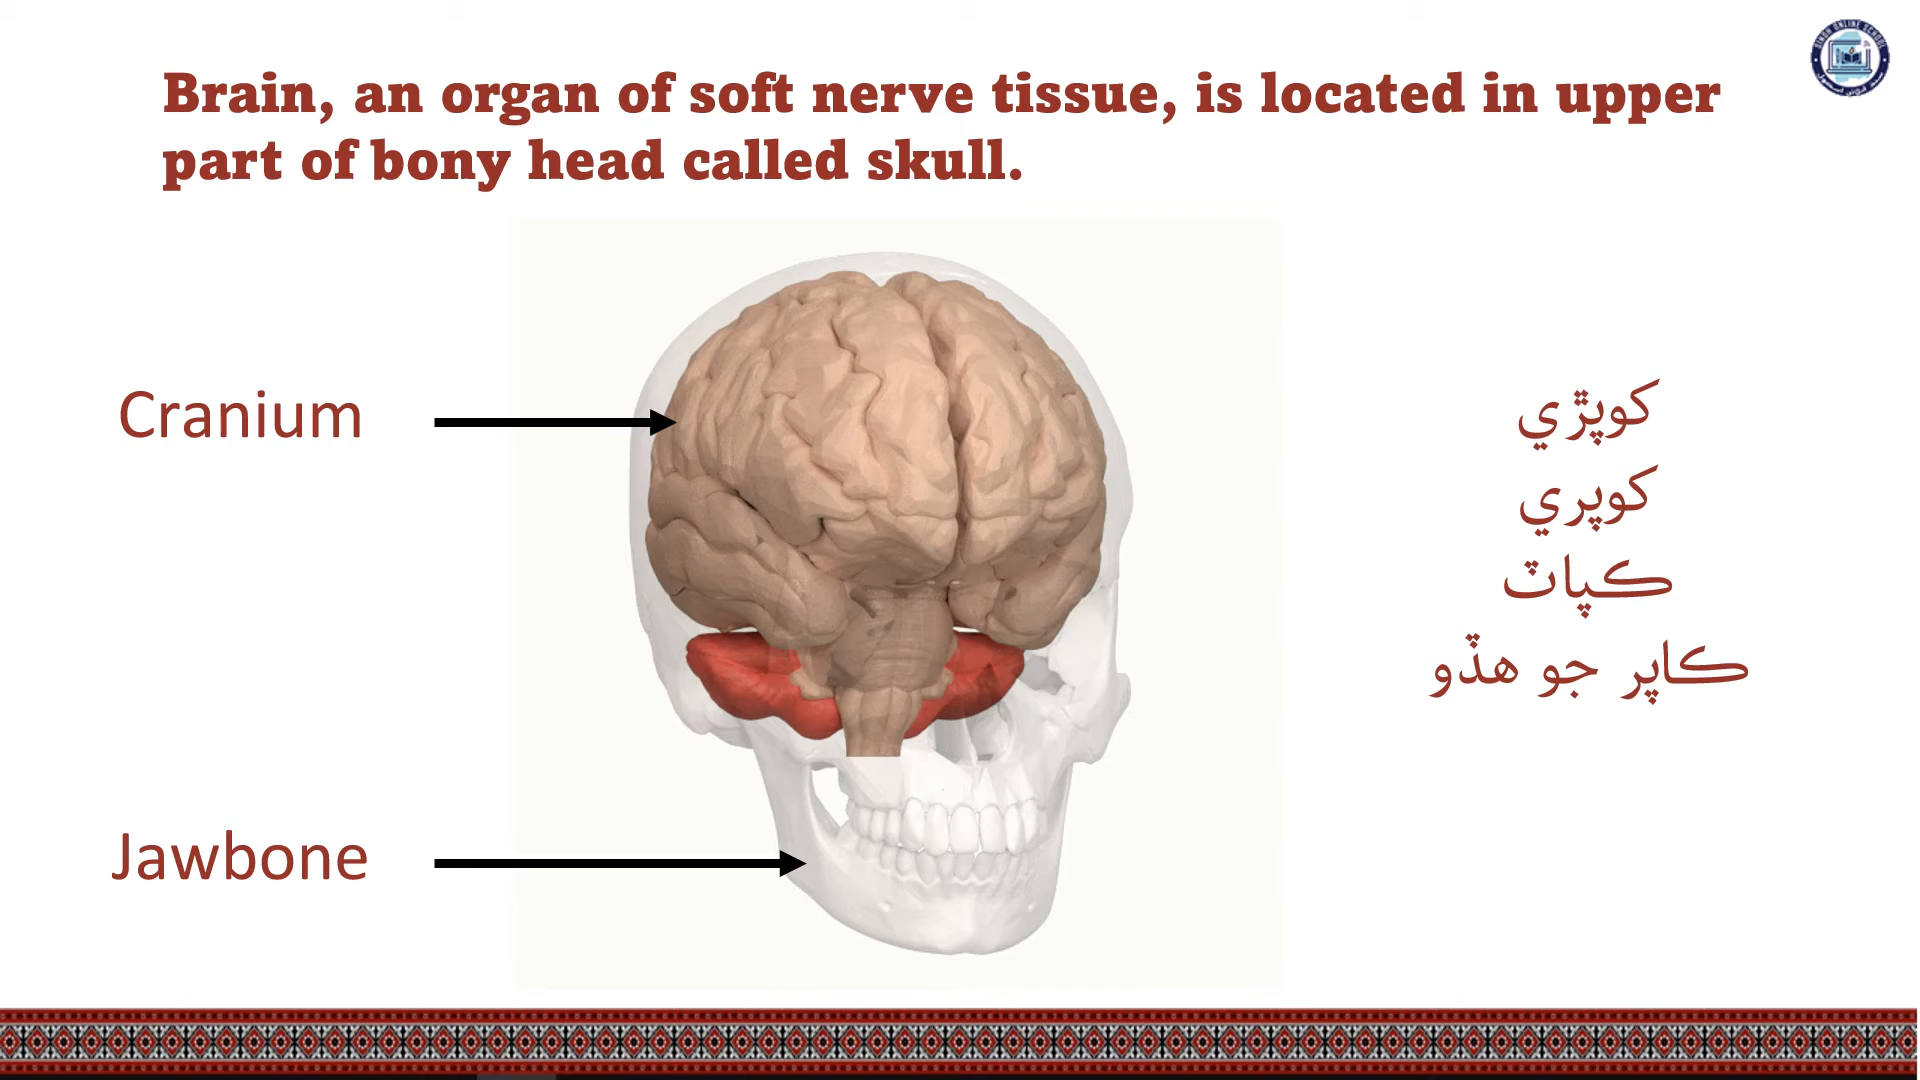 Brain, an organ of soft nerve tissue, is located in upper
part of bony head called skull.
Cranium
Jawbone
کوپڙي
کوپري
ڪپاٽ
ڪاپر جو هڏو